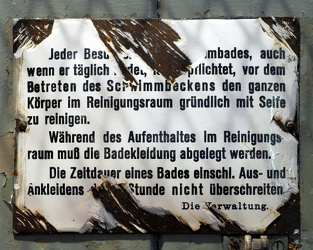 Jeder Besu mbades, auch
wenn er täglich det, pflichtet, vor dem
Betreten des Schwimmbeckens den ganzen
Körper im Reinigungsraum gründlich mit Seife
zu reinigen.
Während des Aufenthaltes im Reinigungs
raum muß die Badekleidung abgelegt werden.
Die Zeitdauer eines Bades einschl. Aus- und
Ankleidens Stunde nicht überschreiten
Die Verwaltung.